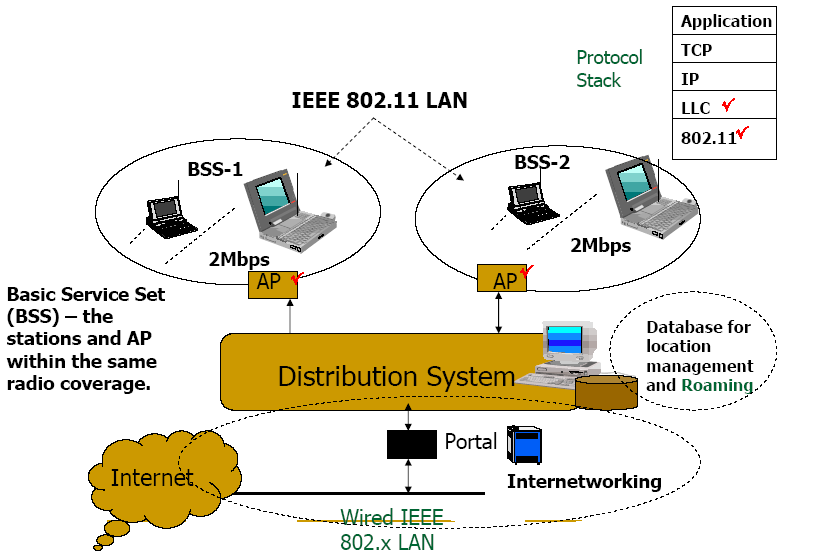 Application
Protocol
Stack
TCP
IP
LLC
802.11
IEEE 802.11 LAN
BSS-1
BSS-2
2Mbps
2Mbps
AP
AP
Basic Service Set
(BSS) – the
stations and AP
within the same
radio coverage.
Distribution System
Database for
location
management
and Roaming
Portal
Internet
Internetworking
Wired IEEE
802.x LAN